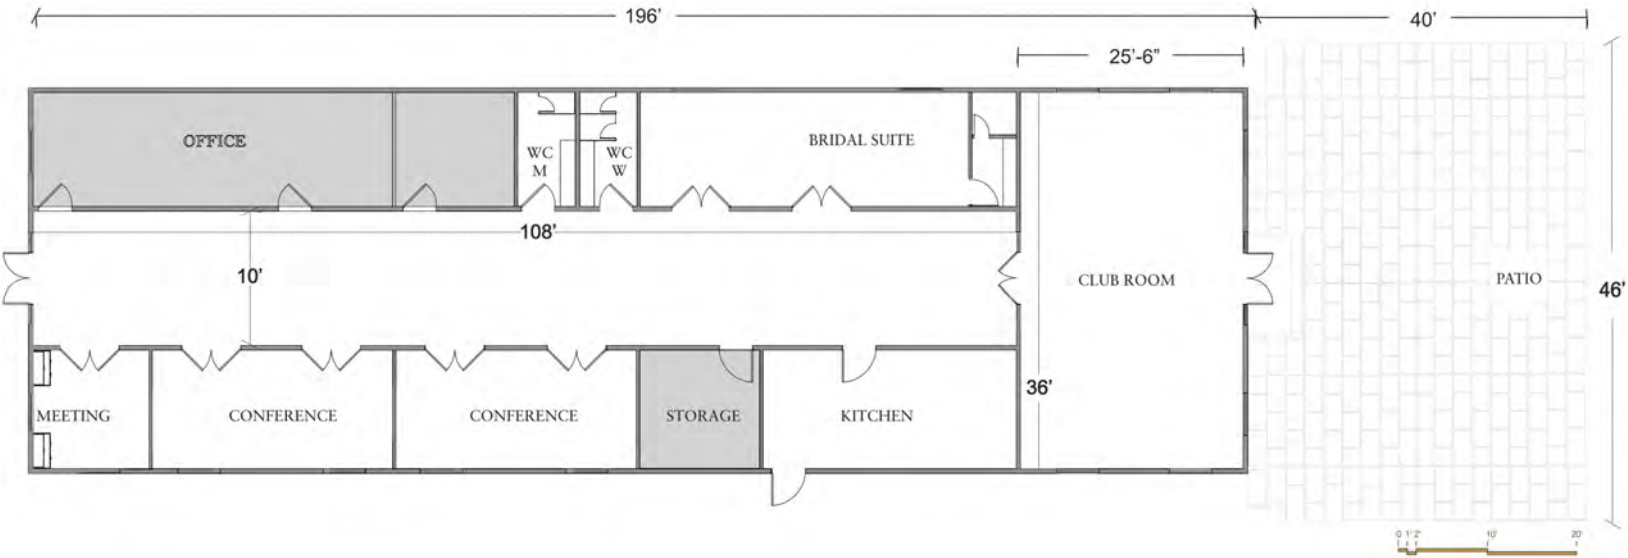 196'
40'
25'-6"
OFFICE
BRIDAL SUITE
WC
M
WC
W
108'
10'
CLUB ROOM
PATIO
46'
36'
MEETING
CONFERENCE
CONFERENCE
STORAGE
KITCHEN
0 1' 2' 10' 20'